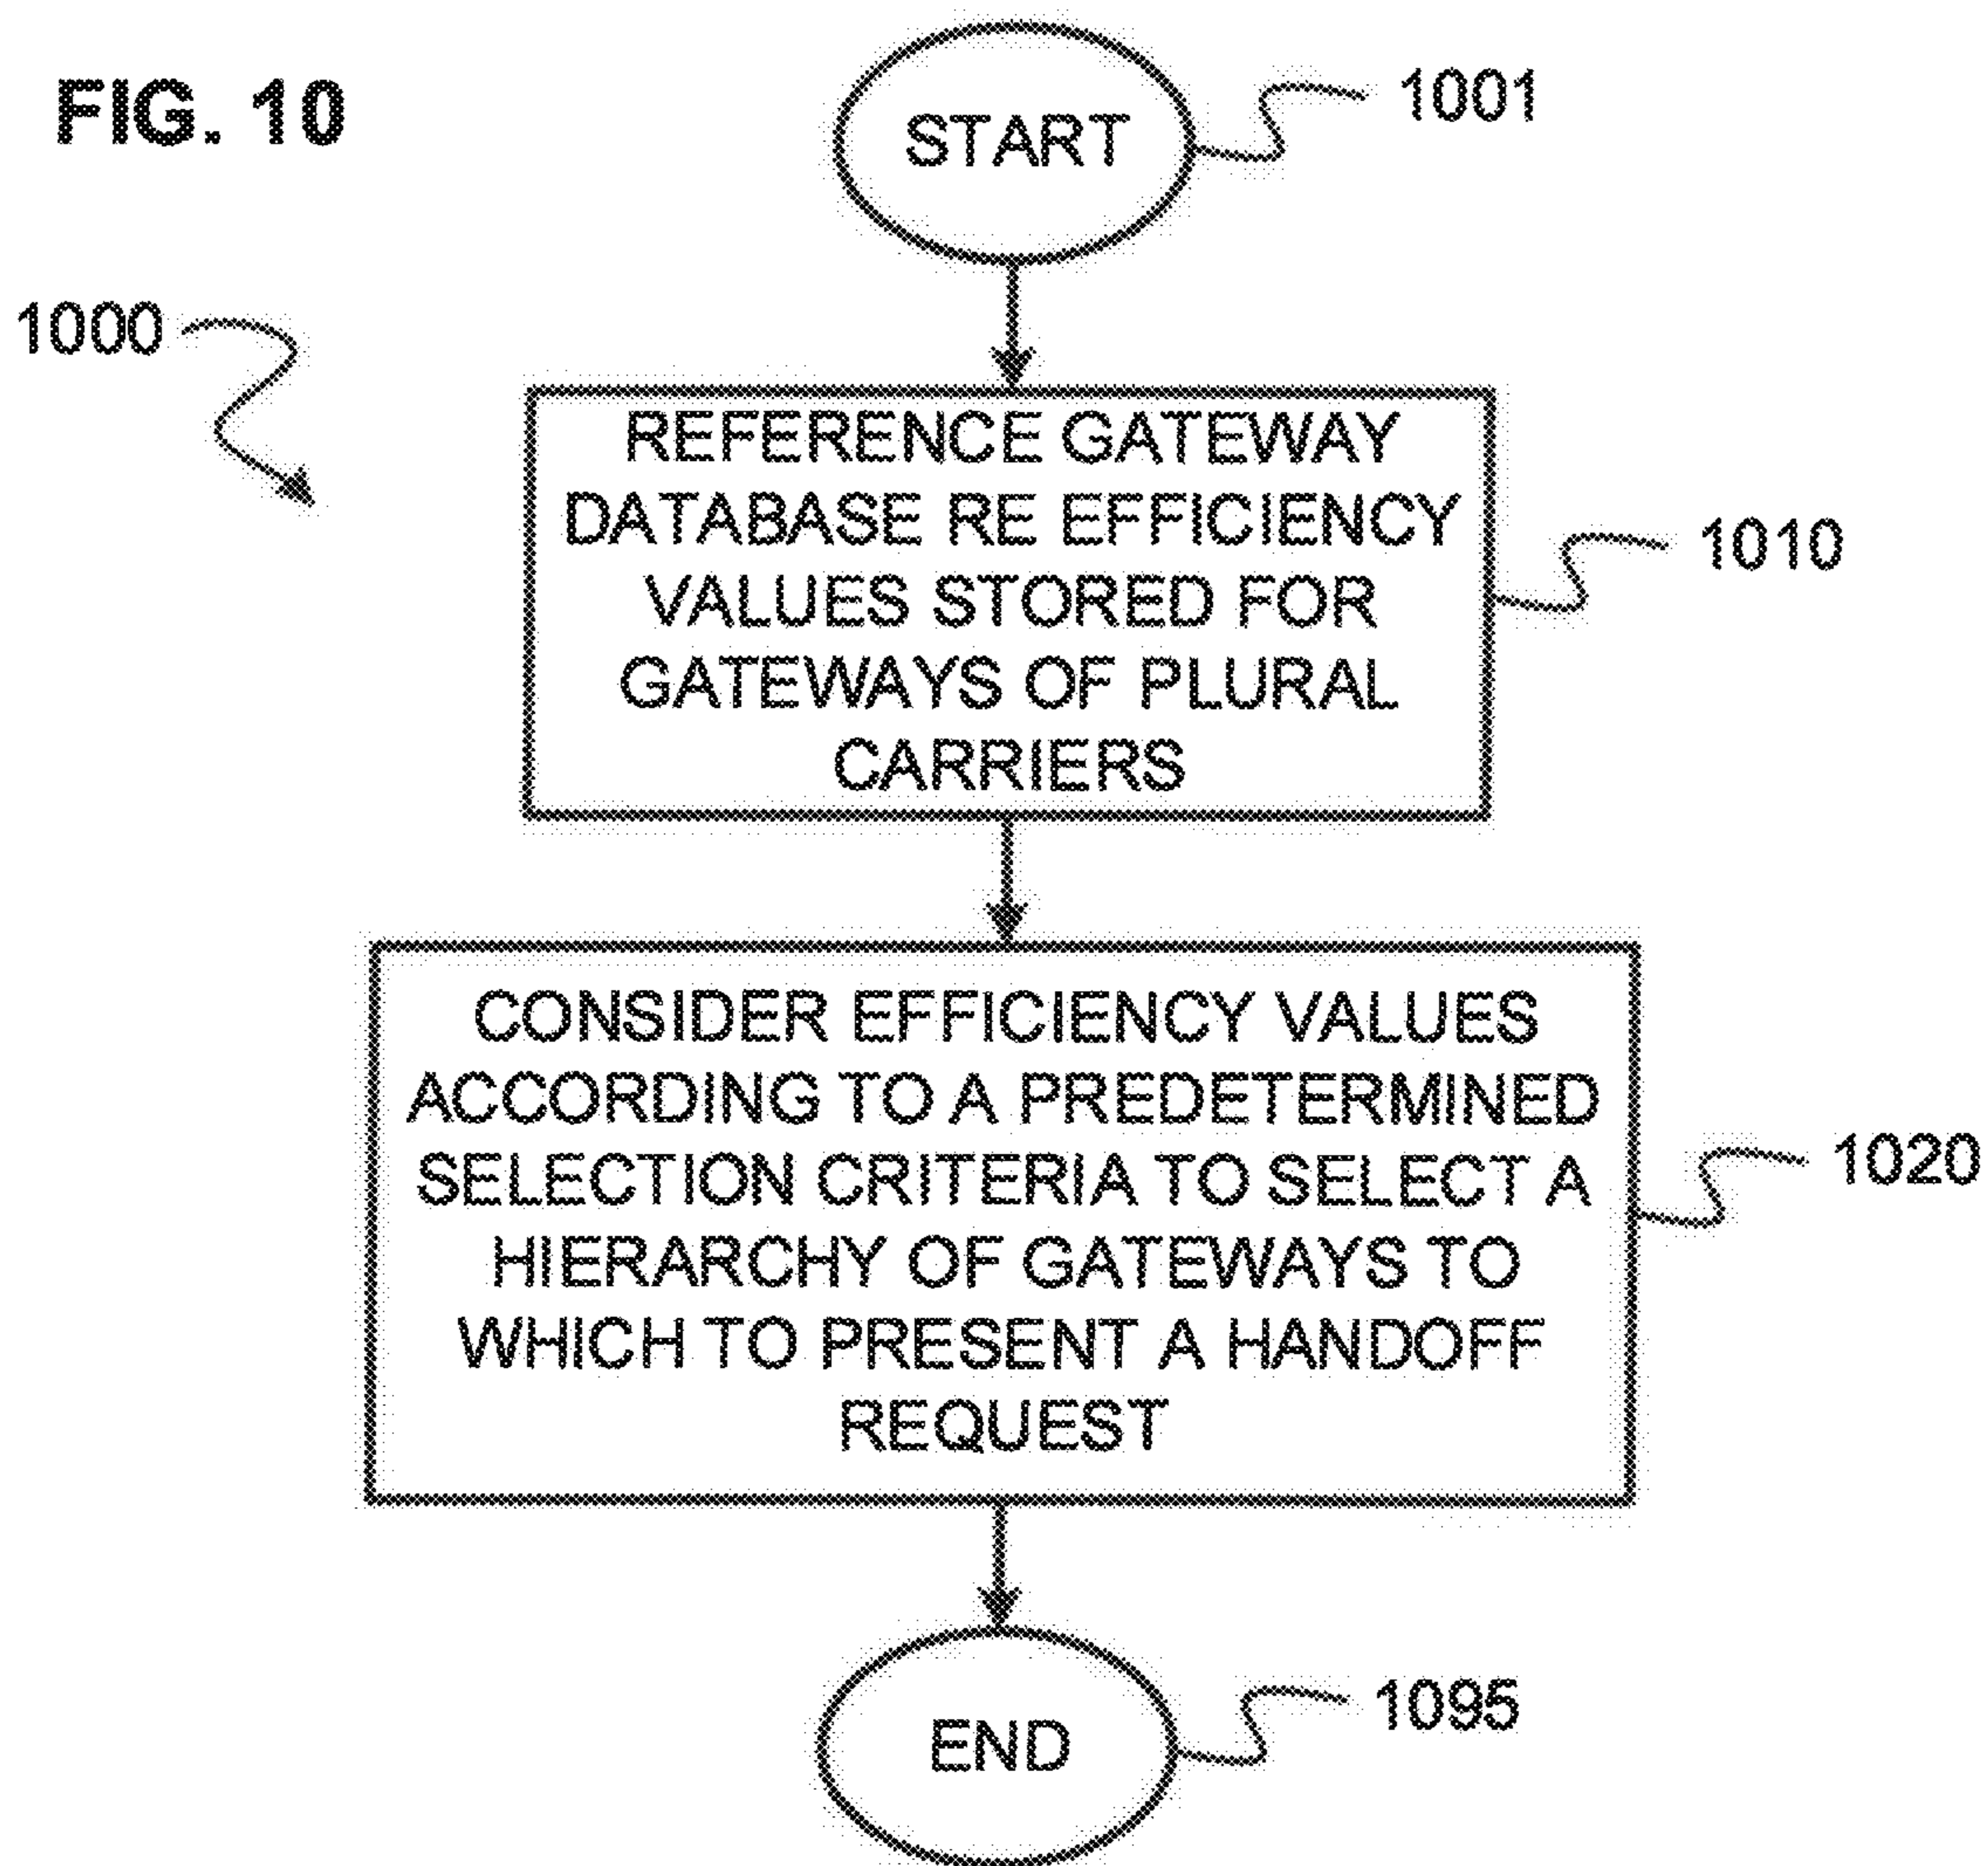 FIG. 10
START
1001
1000
REFERENCE GATEWAY
DATABASE RE EFFICIENCY
VALUES STORED FOR
GATEWAYS OF PLURAL
CARRIERS
1010
CONSIDER EFFICIENCY VALUES
ACCORDING TO A PREDETERMINED
SELECTION CRITERIA TO SELECT A
HIERARCHY OF GATEWAYS TO
WHICH TO PRESENT A HANDOFF
REQUEST
1020
END
1095